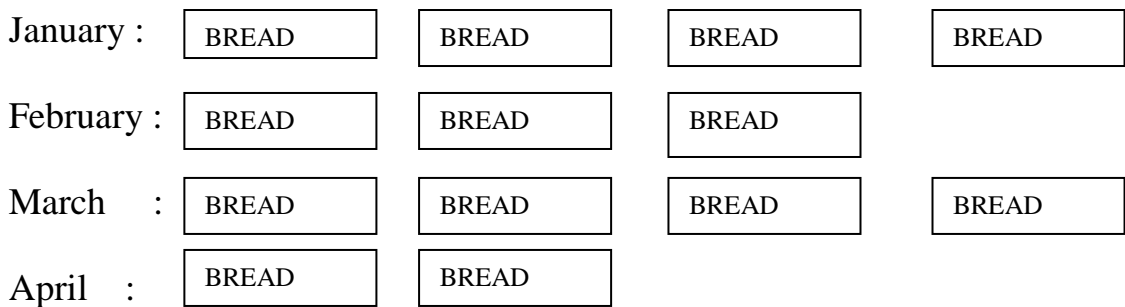 January : BREAD BREAD BREAD BREAD
February : BREAD BREAD BREAD
March : BREAD BREAD BREAD BREAD
April : BREAD BREAD